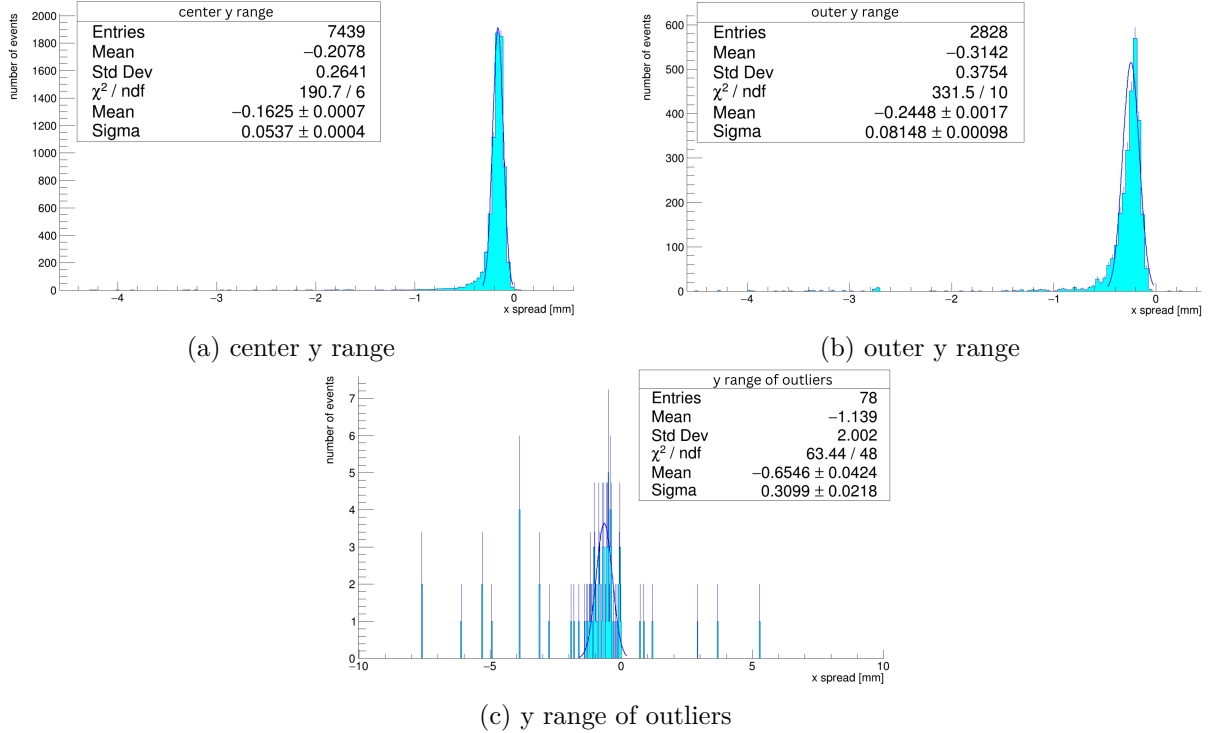 center y range
Entries 7439
Mean −0.2078
Std Dev 0.2641
χ² / ndf 190.7 / 6
Mean −0.1625 ± 0.0007
Sigma 0.0537 ± 0.0004
number of events
2000
1800
1600
1400
1200
1000
800
600
400
200
0
−4 −3 −2 −1 0
x spread [mm]
(a) center y range
outer y range
Entries 2828
Mean −0.3142
Std Dev 0.3754
χ² / ndf 331.5 / 10
Mean −0.2448 ± 0.0017
Sigma 0.08148 ± 0.00098
number of events
600
500
400
300
200
100
0
−4 −3 −2 −1 0
x spread [mm]
(b) outer y range
y range of outliers
Entries 78
Mean −1.139
Std Dev 2.002
χ² / ndf 63.44 / 48
Mean −0.6546 ± 0.0424
Sigma 0.3099 ± 0.0218
number of events
7
6
5
4
3
2
1
0
−10 −5 0 5 10
x spread [mm]
(c) y range of outliers